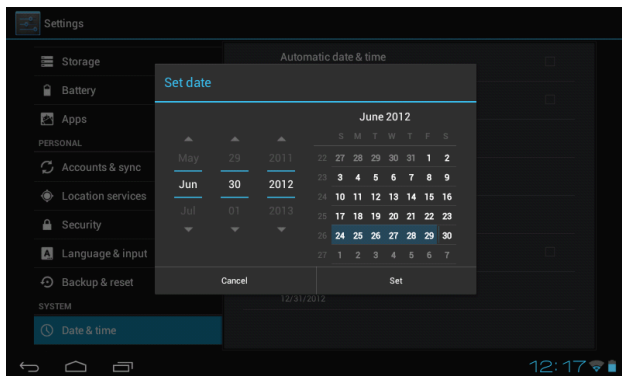 Settings
Storage
Battery
Apps
PERSONAL
Accounts & sync
Location services
Security
Language & input
Backup & reset
SYSTEM
Date & time
Automatic date & time
Set date
May 29 2011
Jun 30 2012
Jul 01 2013
June 2012
S M T W T F S
22 27 28 29 30 31 1 2
23 3 4 5 6 7 8 9
24 10 11 12 13 14 15 16
25 17 18 19 20 21 22 23
26 24 25 26 27 28 29 30
27 1 2 3 4 5 6 7
Cancel Set
12/31/2012
12:17